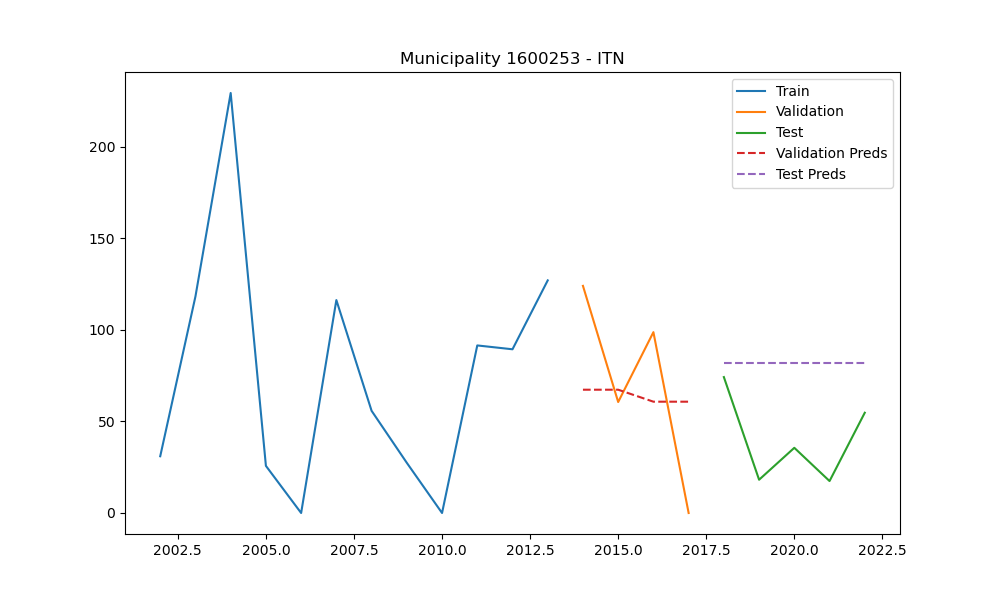 Municipality 1600253 - ITN
Train
Validation
Test
Validation Preds
Test Preds
200
150
100
50
0
2002.5 2005.0 2007.5 2010.0 2012.5 2015.0 2017.5 2020.0 2022.5